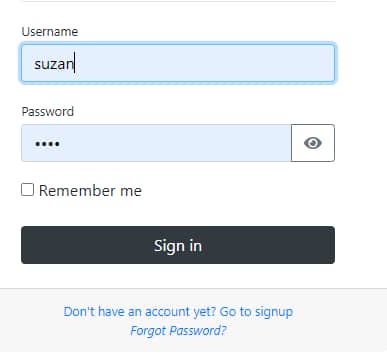 Username
suzan
Password
••••
Remember me
Sign in
Don't have an account yet? Go to signup
Forgot Password?